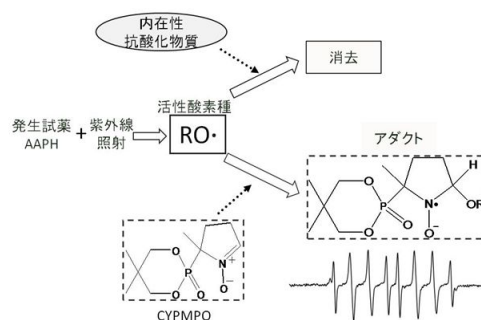 内在性
抗酸化物質
消去
活性酸素種
発生試薬
AAPH
+
紫外線
照射
RO·
アダクト
H
O
P
N•
OR
O
O
O−
O
N+
P
O
O
O−
CYPMPO